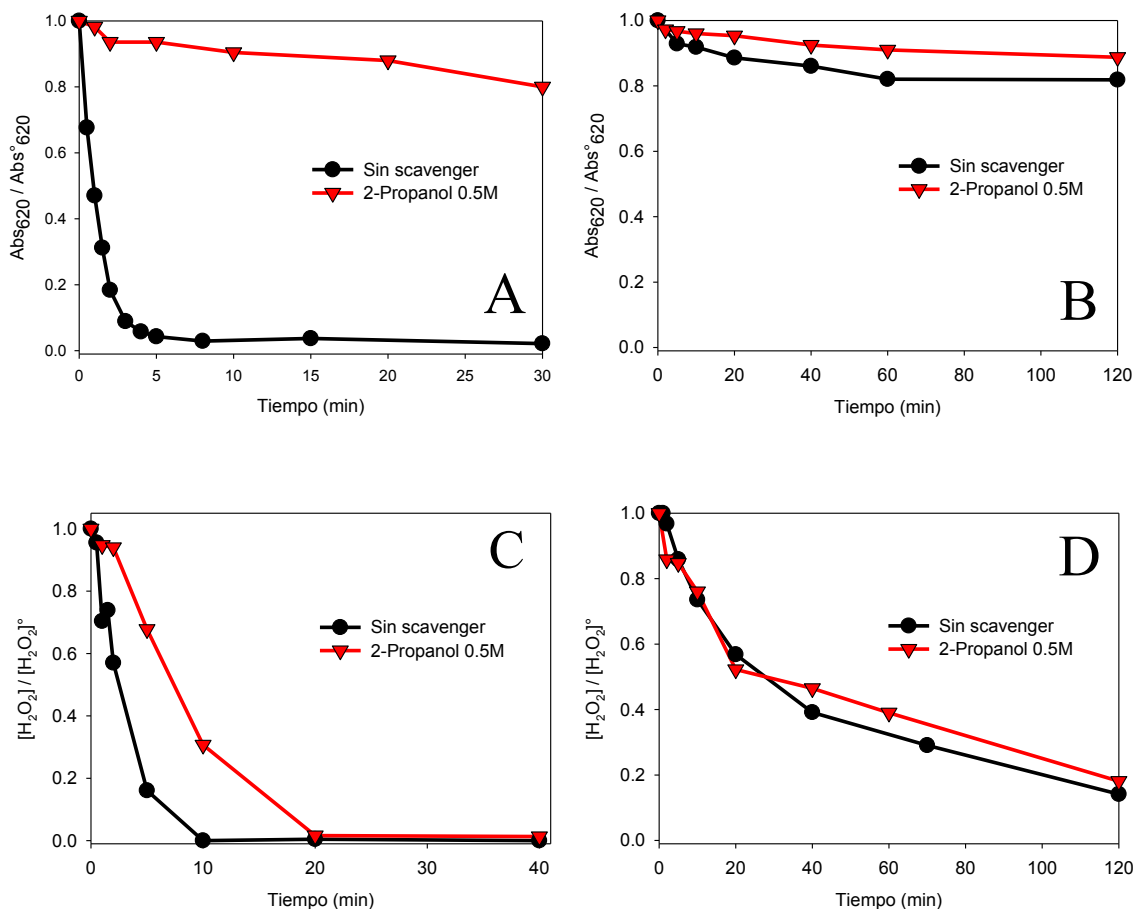 A
Abs620 / Abs°620
1.0
0.8
0.6
0.4
0.2
0.0
Sin scavenger
2-Propanol 0.5M
0 5 10 15 20 25 30
Tiempo (min)
B
Abs620 / Abs°620
1.0
0.8
0.6
0.4
0.2
0.0
Sin scavenger
2-Propanol 0.5M
0 20 40 60 80 100 120
Tiempo (min)
C
[H2O2] / [H2O2]°
1.0
0.8
0.6
0.4
0.2
0.0
Sin scavenger
2-Propanol 0.5M
0 10 20 30 40
Tiempo (min)
D
[H2O2] / [H2O2]°
1.0
0.8
0.6
0.4
0.2
0.0
Sin scavenger
2-Propanol 0.5M
0 20 40 60 80 100 120
Tiempo (min)